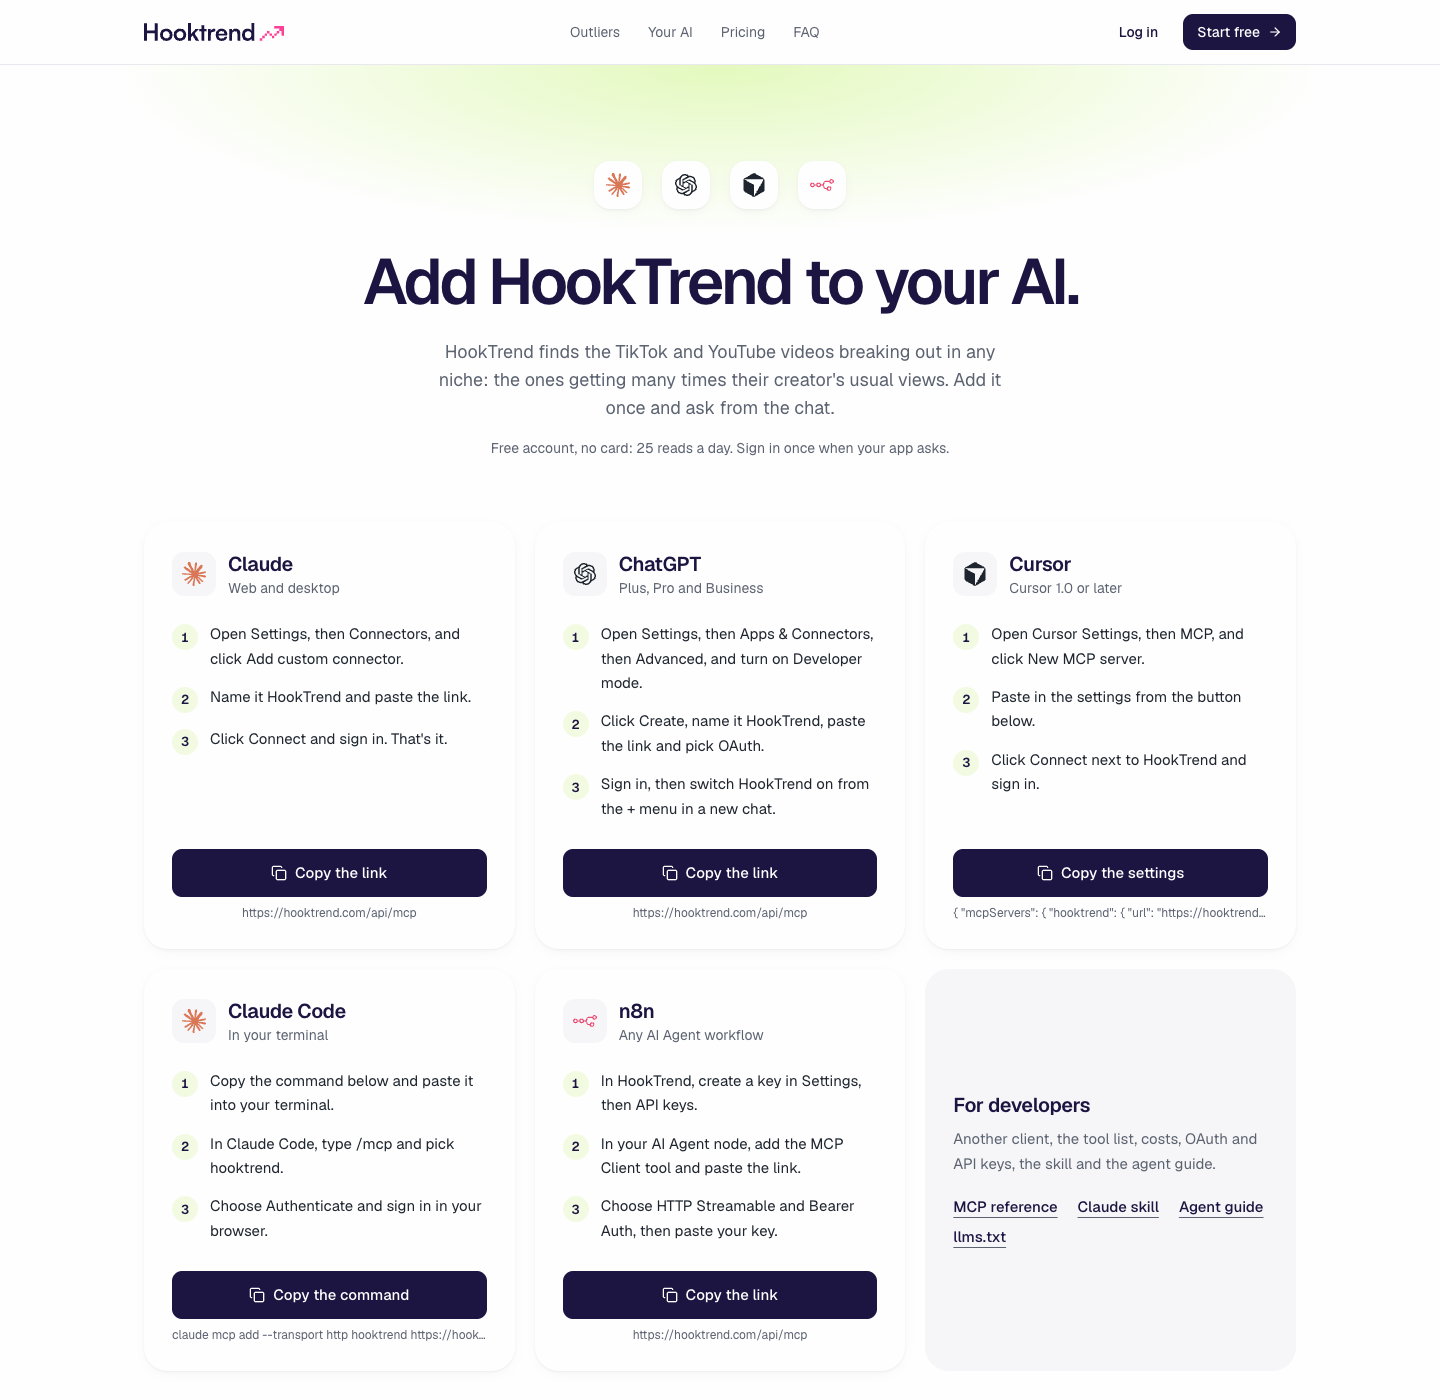 Hooktrend
Outliers
Your AI
Pricing
FAQ
Log in
Start free
Add HookTrend to your AI.
HookTrend finds the TikTok and YouTube videos breaking out in any
niche: the ones getting many times their creator's usual views. Add it
once and ask from the chat.
Free account, no card: 25 reads a day. Sign in once when your app asks.
Claude
Web and desktop
1 Open Settings, then Connectors, and
click Add custom connector.
2 Name it HookTrend and paste the link.
3 Click Connect and sign in. That's it.
Copy the link
https://hooktrend.com/api/mcp
ChatGPT
Plus, Pro and Business
1 Open Settings, then Apps & Connectors,
then Advanced, and turn on Developer
mode.
2 Click Create, name it HookTrend, paste
the link and pick OAuth.
3 Sign in, then switch HookTrend on from
the + menu in a new chat.
Copy the link
https://hooktrend.com/api/mcp
Cursor
Cursor 1.0 or later
1 Open Cursor Settings, then MCP, and
click New MCP server.
2 Paste in the settings from the button
below.
3 Click Connect next to HookTrend and
sign in.
Copy the settings
{ "mcpServers": { "hooktrend": { "url": "https://hooktrend...
Claude Code
In your terminal
1 Copy the command below and paste it
into your terminal.
2 In Claude Code, type /mcp and pick
hooktrend.
3 Choose Authenticate and sign in in your
browser.
Copy the command
claude mcp add --transport http hooktrend https://hook...
n8n
Any AI Agent workflow
1 In HookTrend, create a key in Settings,
then API keys.
2 In your AI Agent node, add the MCP
Client tool and paste the link.
3 Choose HTTP Streamable and Bearer
Auth, then paste your key.
Copy the link
https://hooktrend.com/api/mcp
For developers
Another client, the tool list, costs, OAuth and
API keys, the skill and the agent guide.
MCP reference
Claude skill
Agent guide
llms.txt